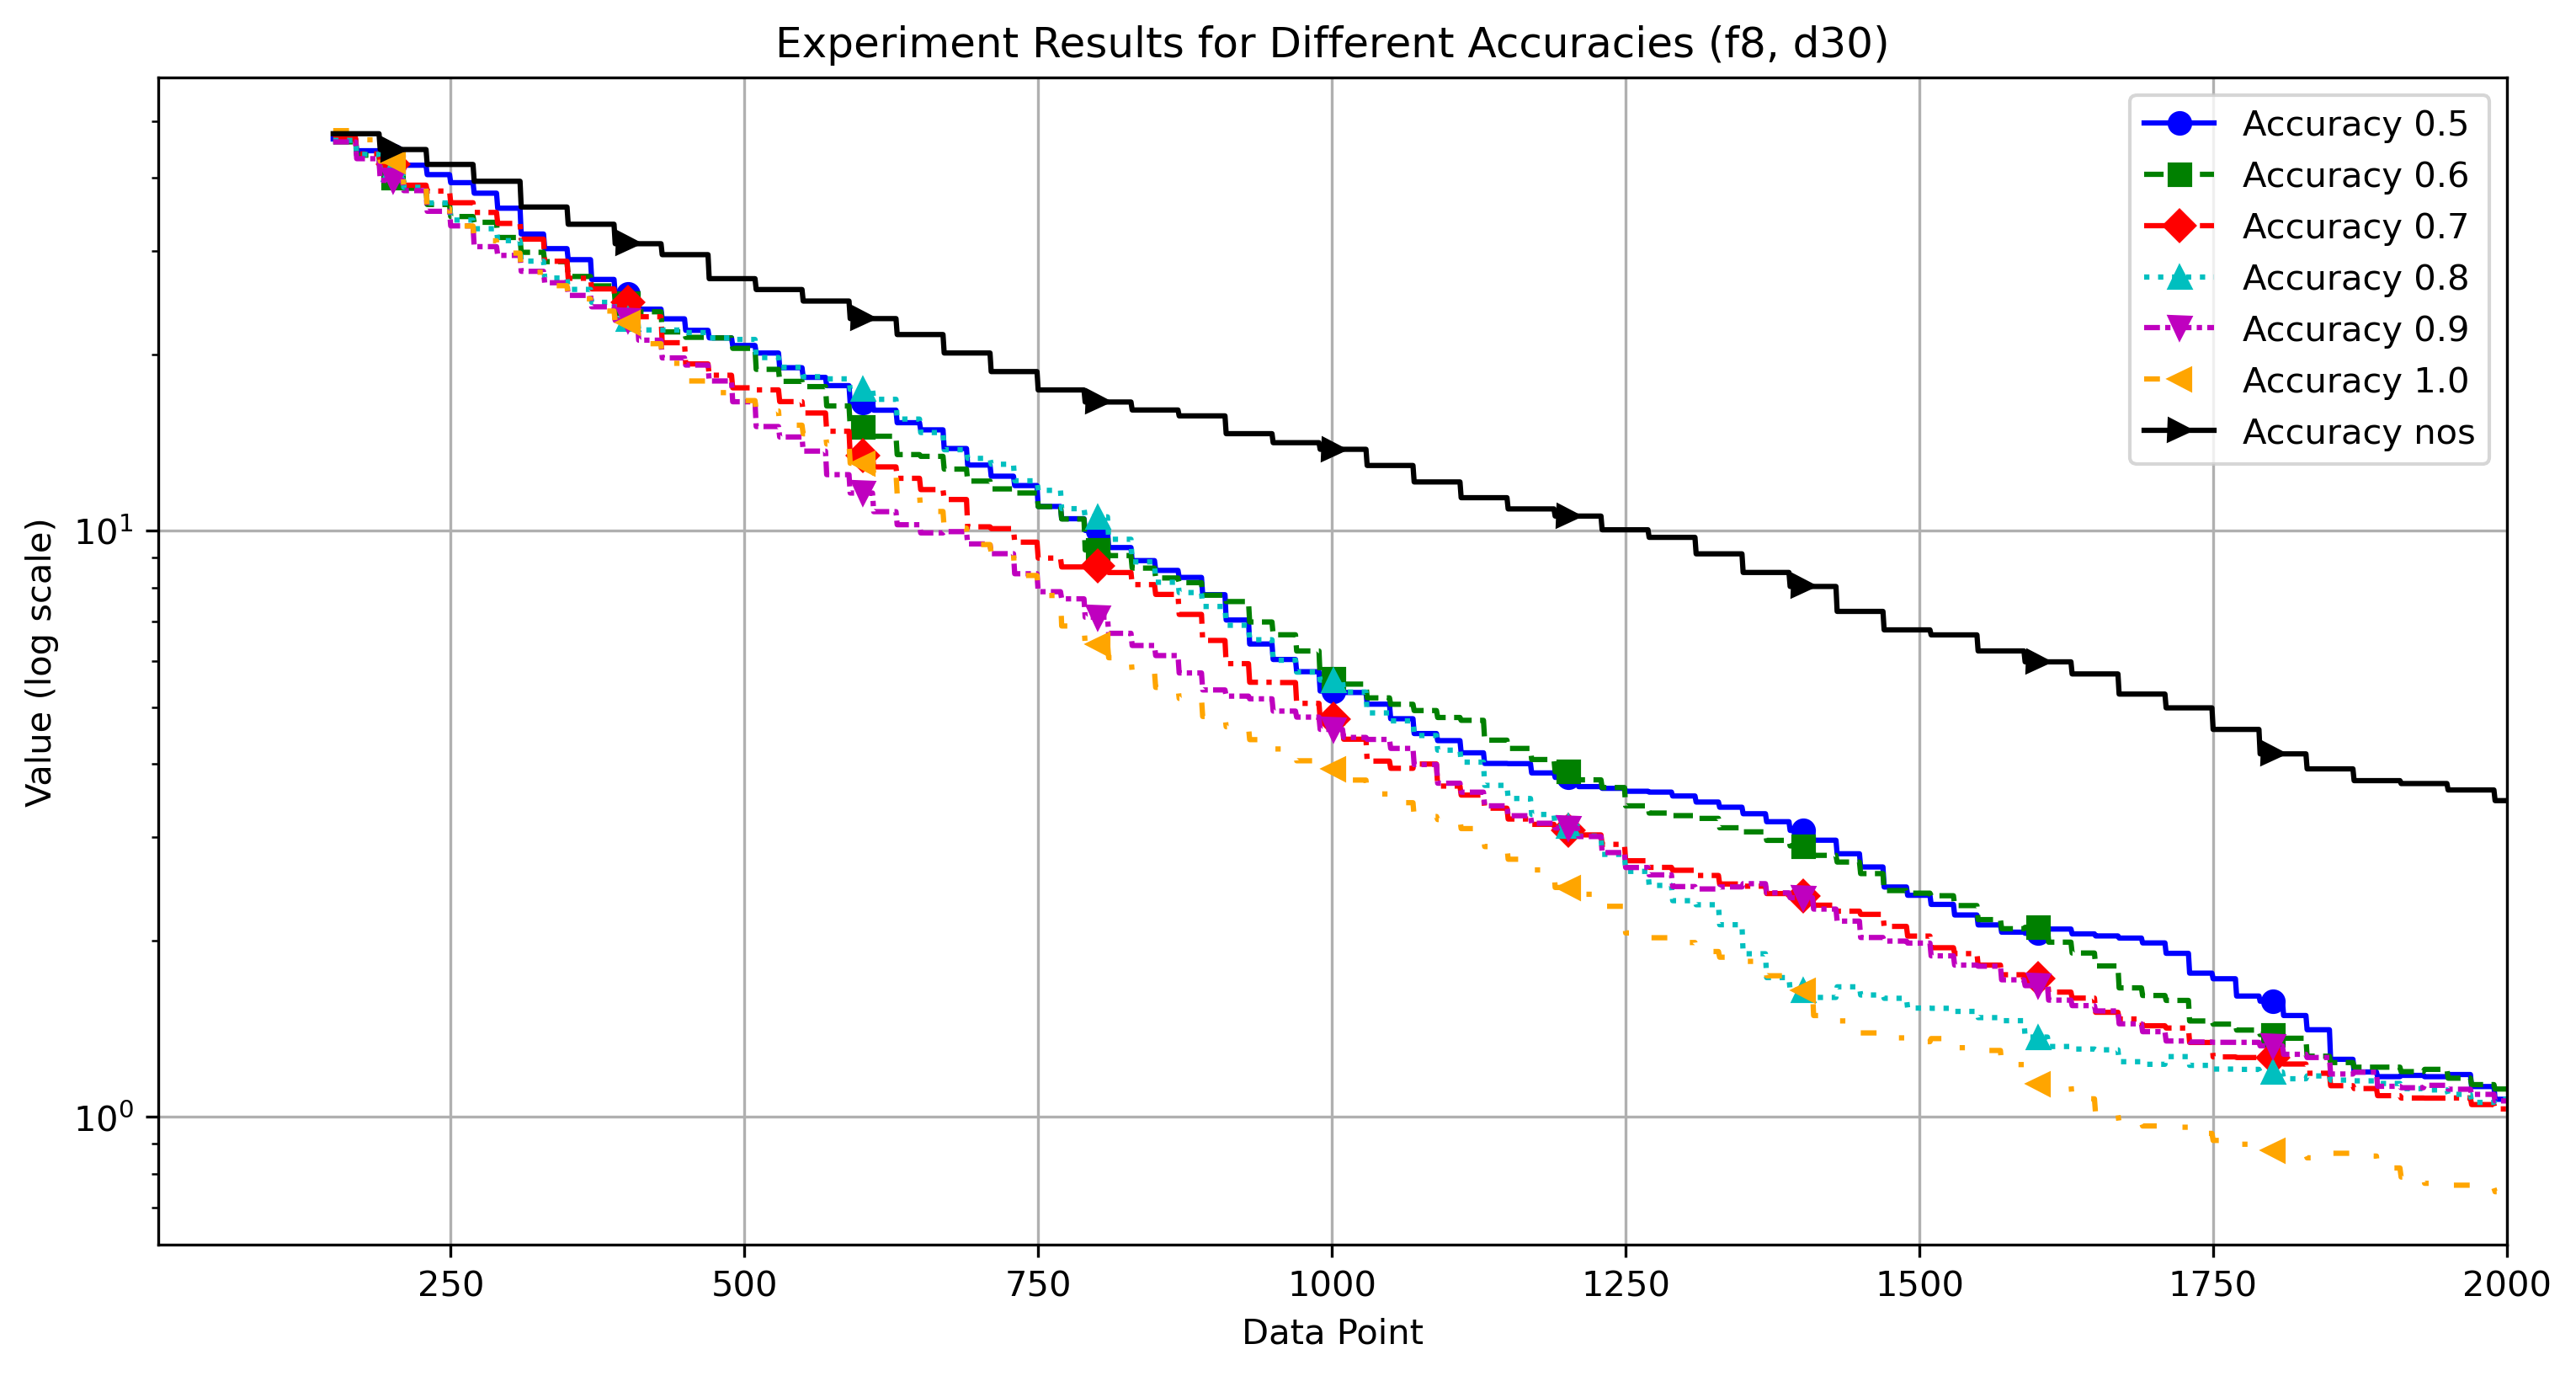 Experiment Results for Different Accuracies (f8, d30)
Value (log scale)
10¹
10⁰
Accuracy 0.5
Accuracy 0.6
Accuracy 0.7
Accuracy 0.8
Accuracy 0.9
Accuracy 1.0
Accuracy nos
250 500 750 1000 1250 1500 1750 2000
Data Point